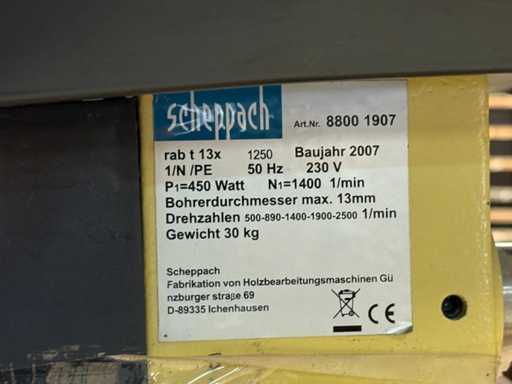 scheppach
Art.Nr. 8800 1907
rab t 13x 1250 Baujahr 2007
1/N /PE 50 Hz 230 V
P1=450 Watt N1=1400 1/min
Bohrerdurchmesser max. 13mm
Drehzahlen 500-890-1400-1900-2500 1/min
Gewicht 30 kg
Scheppach
Fabrikation von Holzbearbeitungsmaschinen Gü
nzburger straße 69
D-89335 Ichenhausen
CE